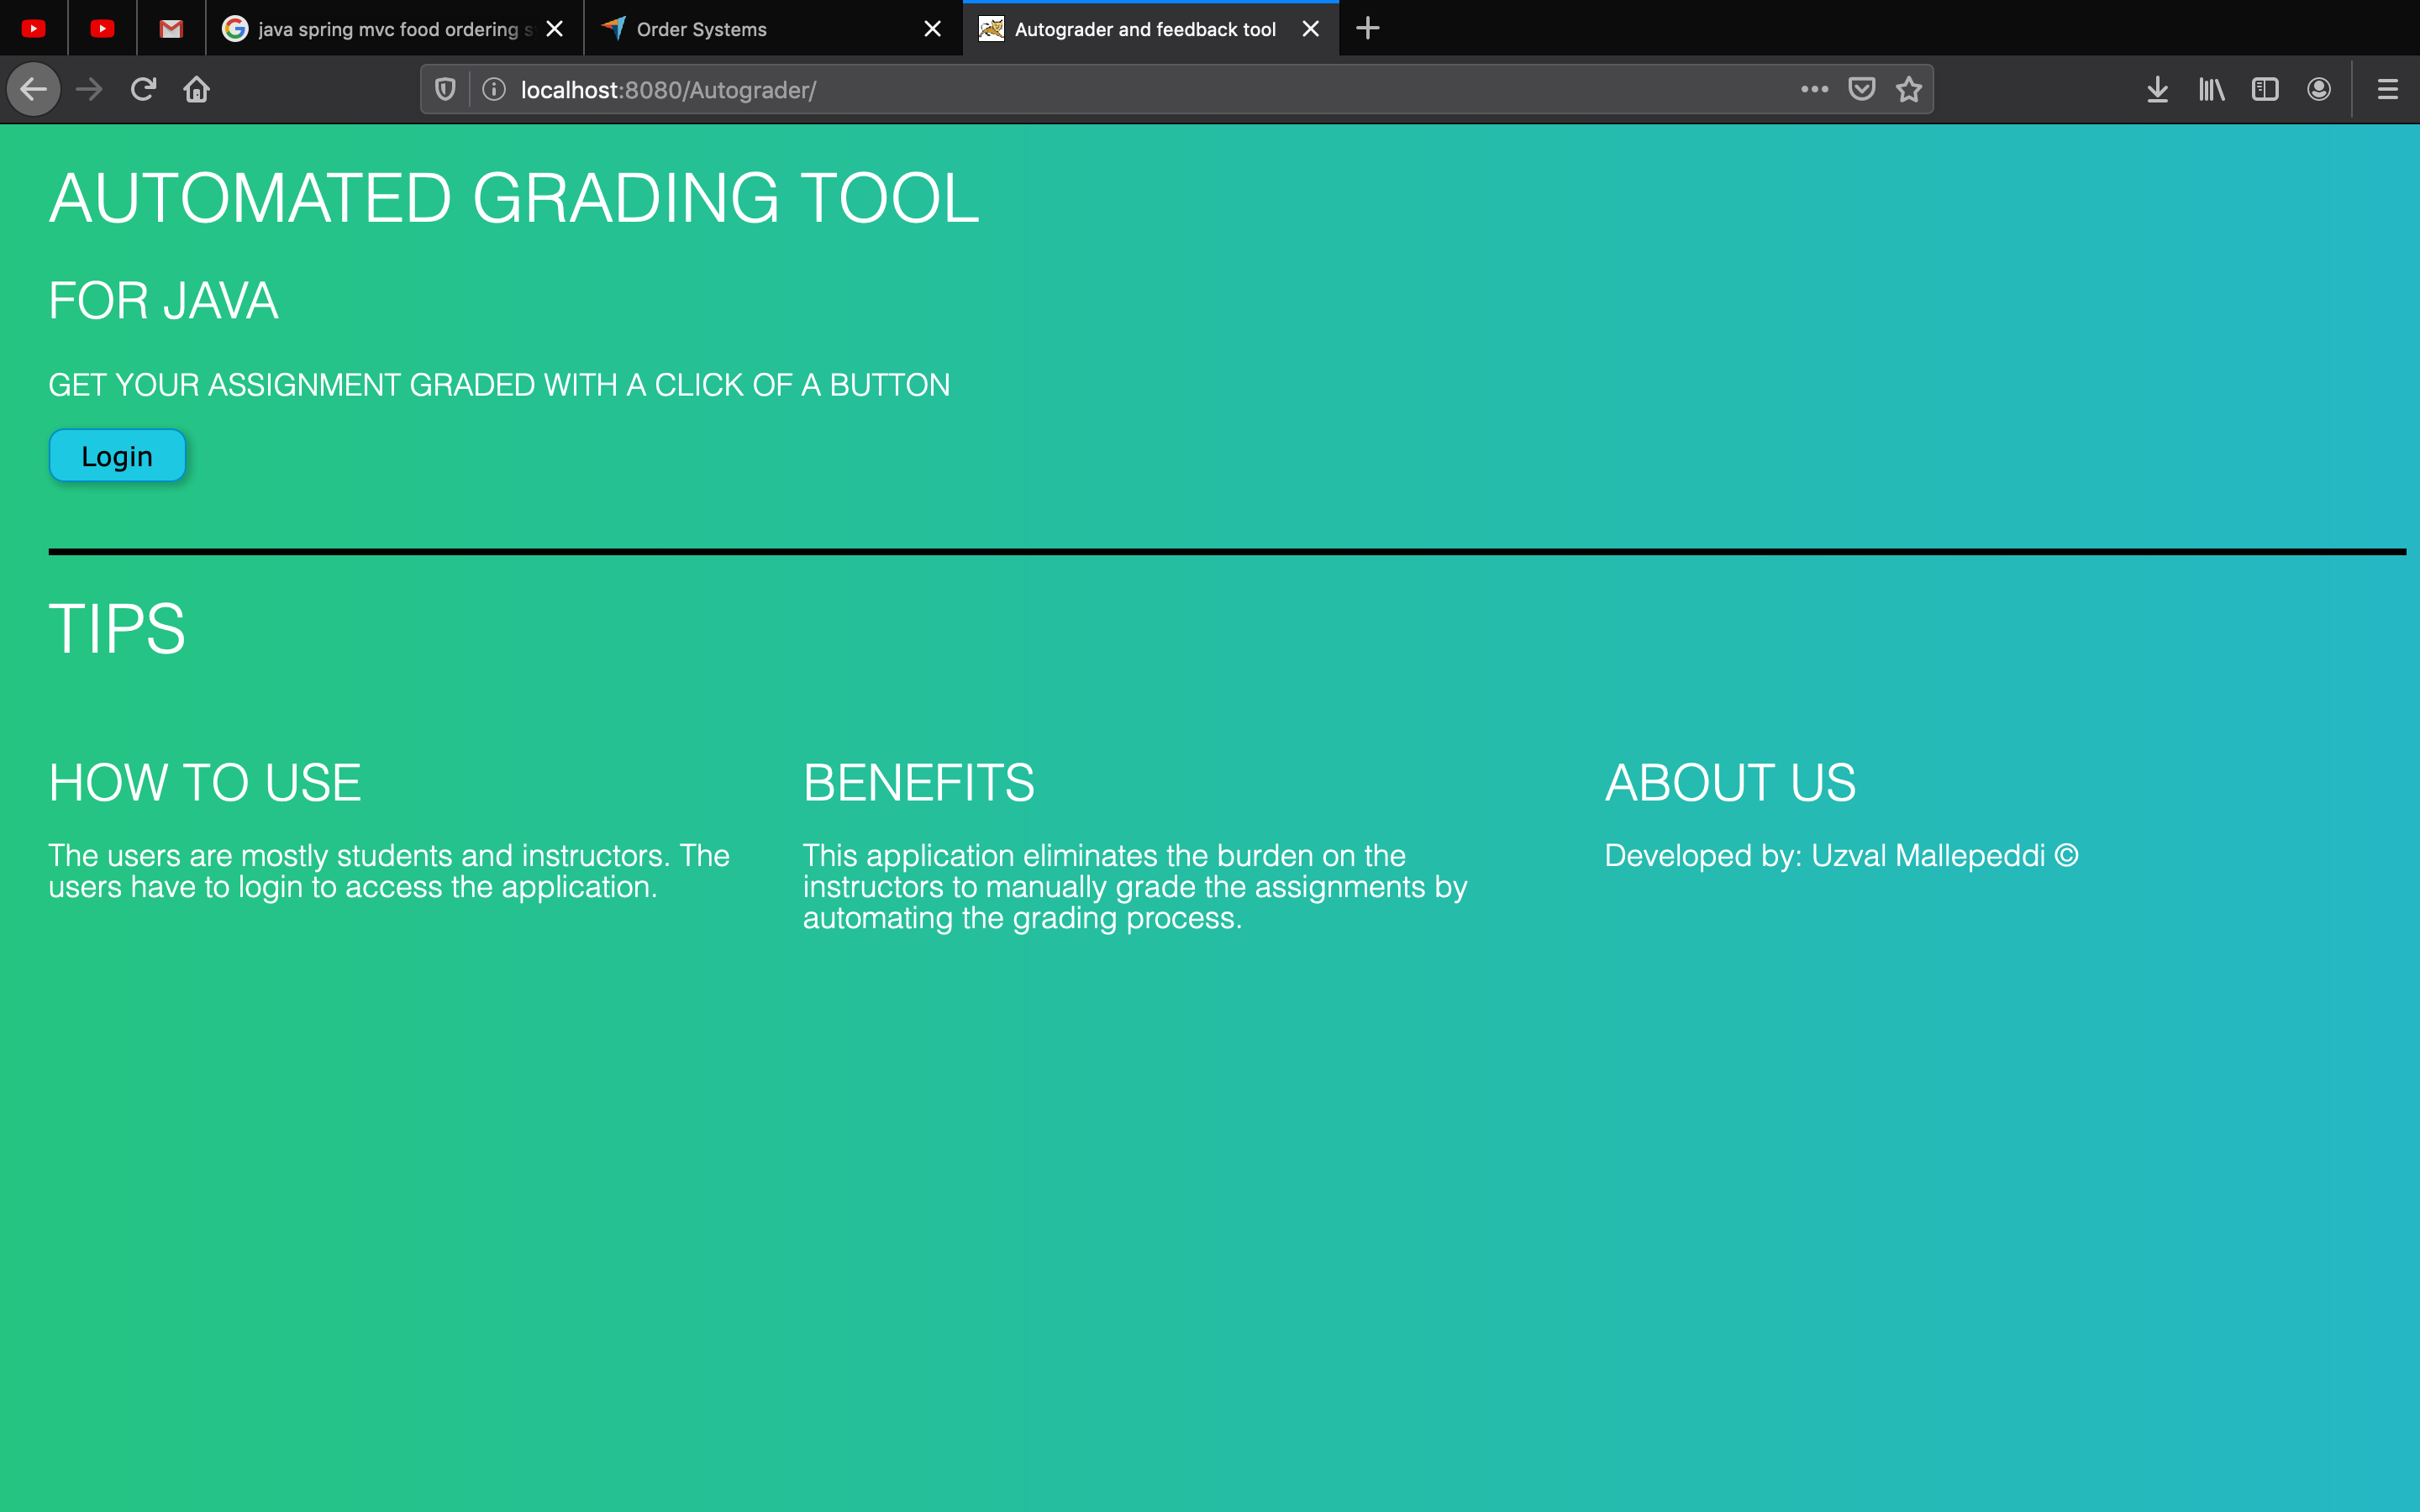 java spring mvc food ordering
Order Systems
Autograder and feedback tool
localhost:8080/Autograder/
AUTOMATED GRADING TOOL
FOR JAVA
GET YOUR ASSIGNMENT GRADED WITH A CLICK OF A BUTTON
Login
TIPS
HOW TO USE
The users are mostly students and instructors. The
users have to login to access the application.
BENEFITS
This application eliminates the burden on the
instructors to manually grade the assignments by
automating the grading process.
ABOUT US
Developed by: Uzval Mallepeddi ©